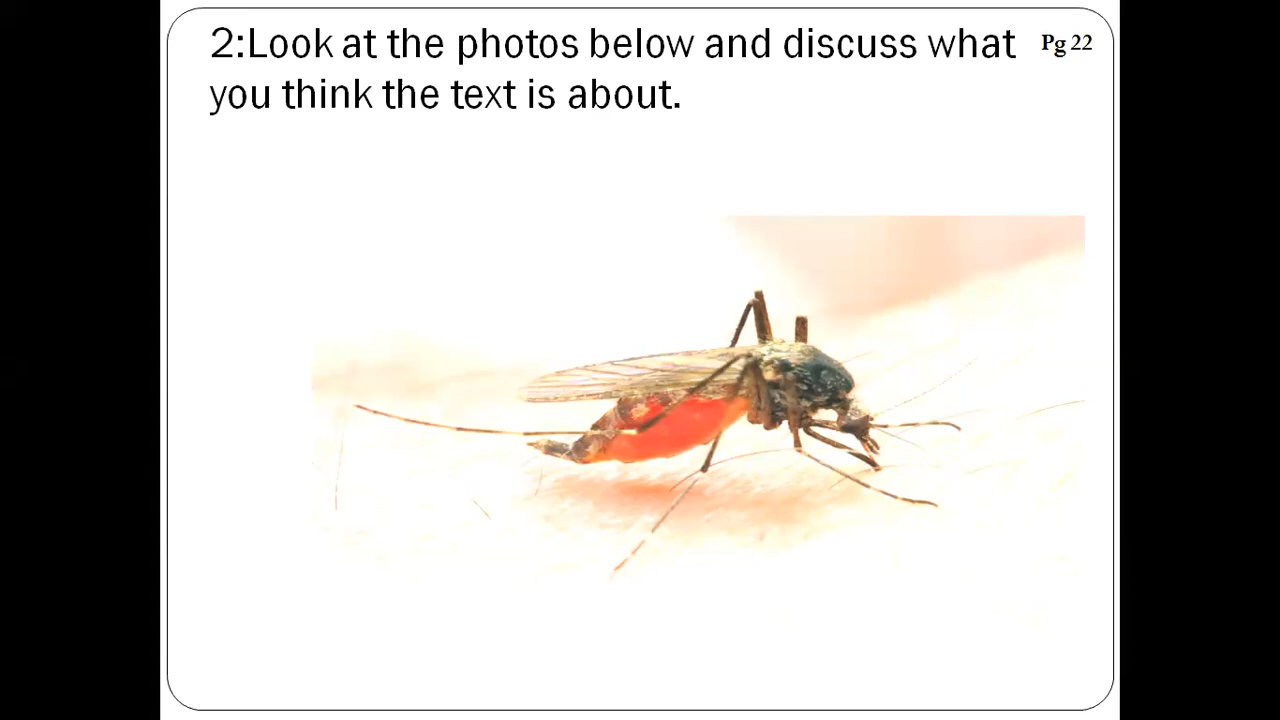 2:Look at the photos below and discuss what
Pg 22
you think the text is about.